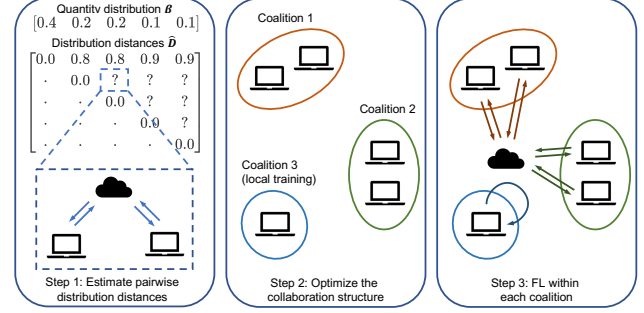 Quantity distribution 𝜷
[0.4 0.2 0.2 0.1 0.1]
Distribution distances D̂
0.0 0.8 0.8 0.9 0.9
· 0.0 ? ? ?
· · 0.0 ? ?
· · · 0.0 ?
· · · · 0.0
Step 1: Estimate pairwise
distribution distances
Coalition 1
Coalition 2
Coalition 3
(local training)
Step 2: Optimize the
collaboration structure
Step 3: FL within
each coalition